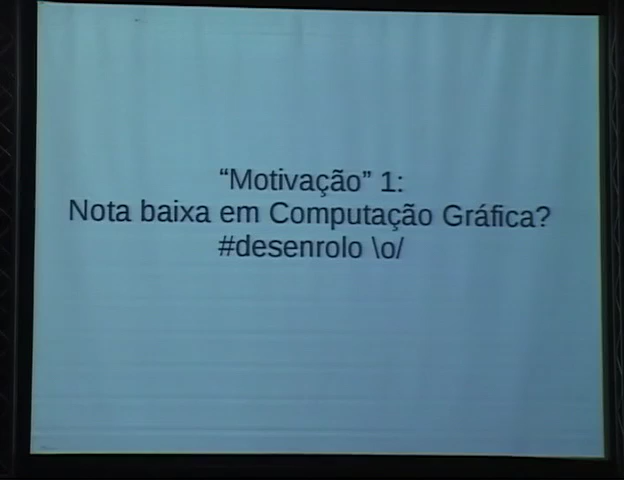 “Motivação” 1:
Nota baixa em Computação Gráfica?
#desenrolo \o/